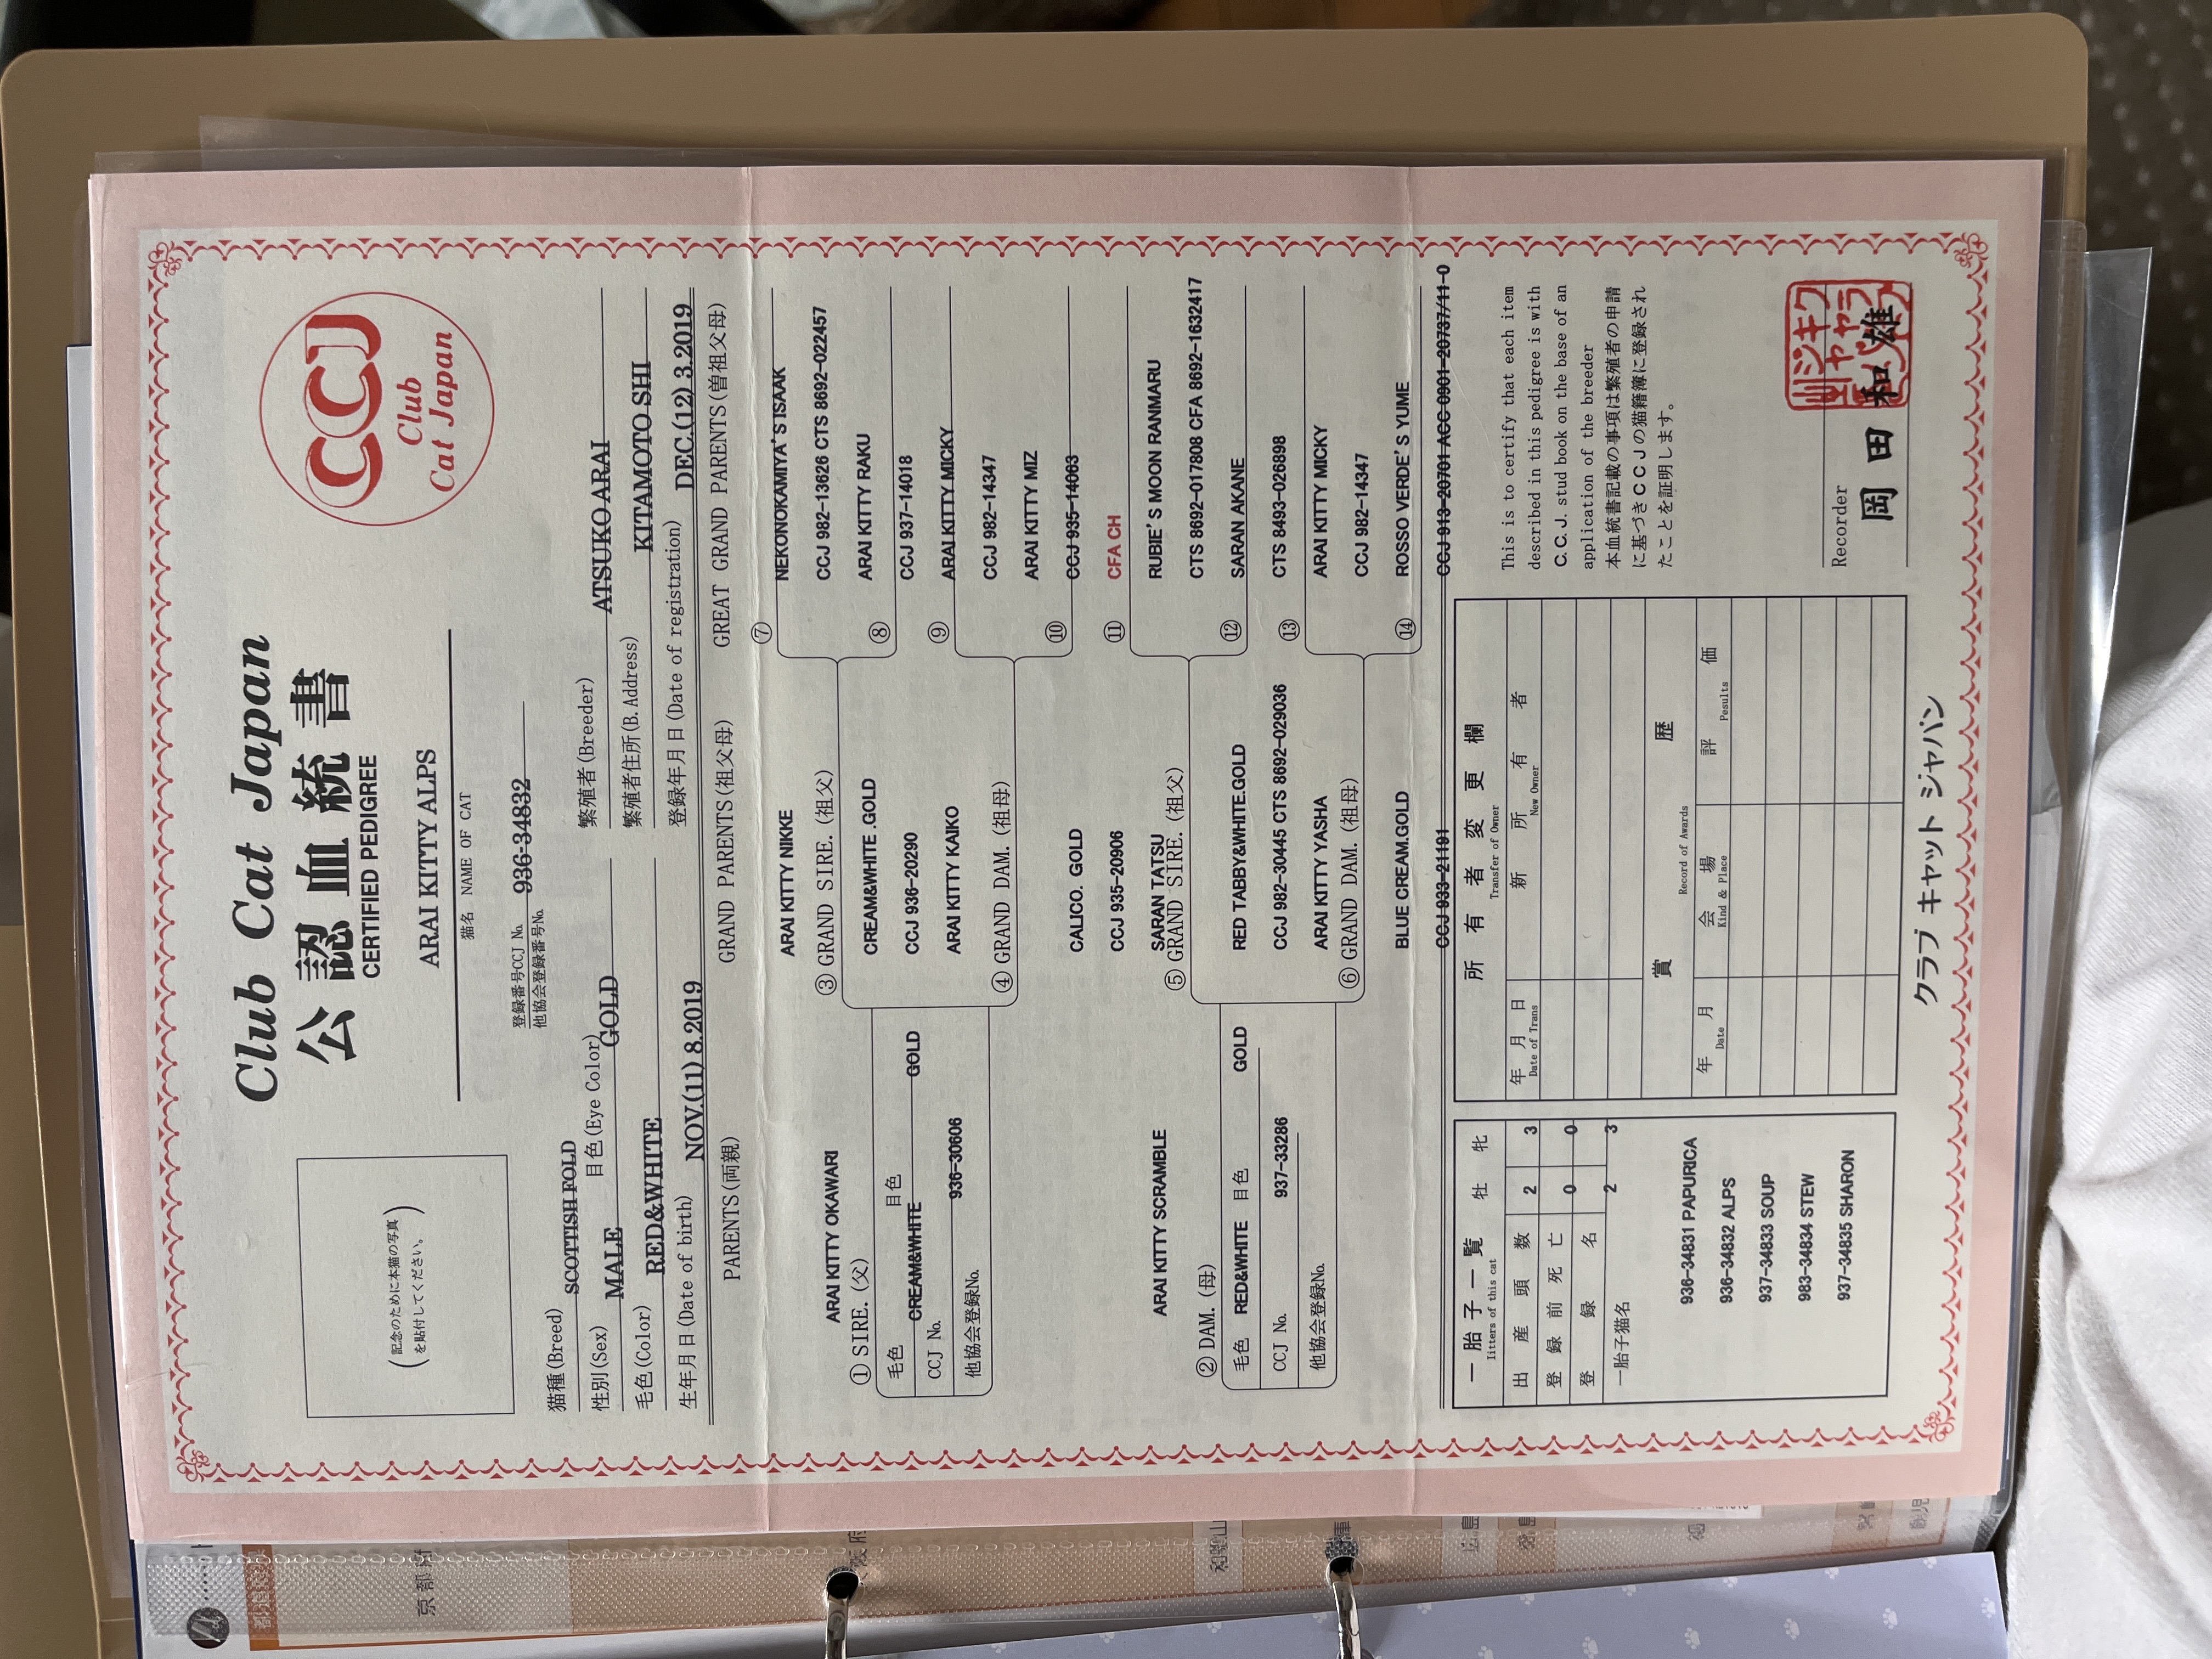 Club Cat Japan
公認血統書
CERTIFIED PEDIGREE
CCJ
Club
Cat Japan
(記念のために本猫の写真
を貼付してください。)
ARAI KITTY ALPS
猫名 NAME OF CAT
登録番号CCJ No. 936-34832
他協会登録番号No.
猫種(Breed) SCOTTISH FOLD
性別(Sex) MALE 目色(Eye Color) GOLD
毛色(Color) RED&WHITE
生年月日(Date of birth) NOV.(11) 8.2019
繁殖者(Breeder) ATSUKO ARAI
繁殖者住所(B.Address) KITAMOTO SHI
登録年月日(Date of registration) DEC.(12) 3.2019
PARENTS(両親) GRAND PARENTS(祖父母) GREAT GRAND PARENTS(曽祖父母)
ARAI KITTY OKAWARI
① SIRE. (父)
毛色 CREAM&WHITE 目色 GOLD
CCJ No. 936-30606
他協会登録No.
ARAI KITTY SCRAMBLE
② DAM. (母)
毛色 RED&WHITE 目色 GOLD
CCJ No. 937-33286
他協会登録No.
ARAI KITTY NIKKE
③ GRAND SIRE. (祖父)
CREAM&WHITE .GOLD
CCJ 936-20290
ARAI KITTY KAIKO
④ GRAND DAM. (祖母)
CALICO. GOLD
CCJ 935-20906
SARAN TATSU
⑤ GRAND SIRE. (祖父)
RED TABBY&WHITE.GOLD
CCJ 982-30445 CTS 8692-029036
ARAI KITTY YASHA
⑥ GRAND DAM. (祖母)
BLUE CREAM.GOLD
CCJ 933-21191
⑦ NEKONOKAMIYA'S ISAAK
CCJ 982-13626 CTS 8692-022457
ARAI KITTY RAKU
⑧ CCJ 937-14018
⑨ ARAI KITTY MICKY
CCJ 982-14347
ARAI KITTY MIZ
⑩ CCJ 935-14063
⑪ CFA CH
RUBIE'S MOON RANMARU
CTS 8692-017808 CFA 8692-1632417
⑫ SARAN AKANE
CTS 8493-026898
⑬ ARAI KITTY MICKY
CCJ 982-14347
⑭ ROSSO VERDE'S YUME
CCJ 913-20701 ACC 0901-20737/11-0
一胎子一覧
litters of this cat
牡 牝
出産頭数 2 3
登録前死亡 0 0
登録名 2 3
一胎子猫名
936-34831 PAPURICA
936-34832 ALPS
937-34833 SOUP
983-34834 STEW
937-34835 SHARON
所有者変更欄
Transfer of Owner
年月日 新所有者
Date of Trans New Owner
賞歴
Record of Awards
年月 会場 評価
Date Kind & Place Pesults
This is to certify that each item
described in this pedigree is with
C.C.J. stud book on the base of an
application of the breeder
本血統書記載の事項は繁殖者の申請
に基づきCCJの猫籍簿に登録され
たことを証明します。
Recorder
岡田和雄
クラブ キャット ジャパン
京都府
阪府
和歌山